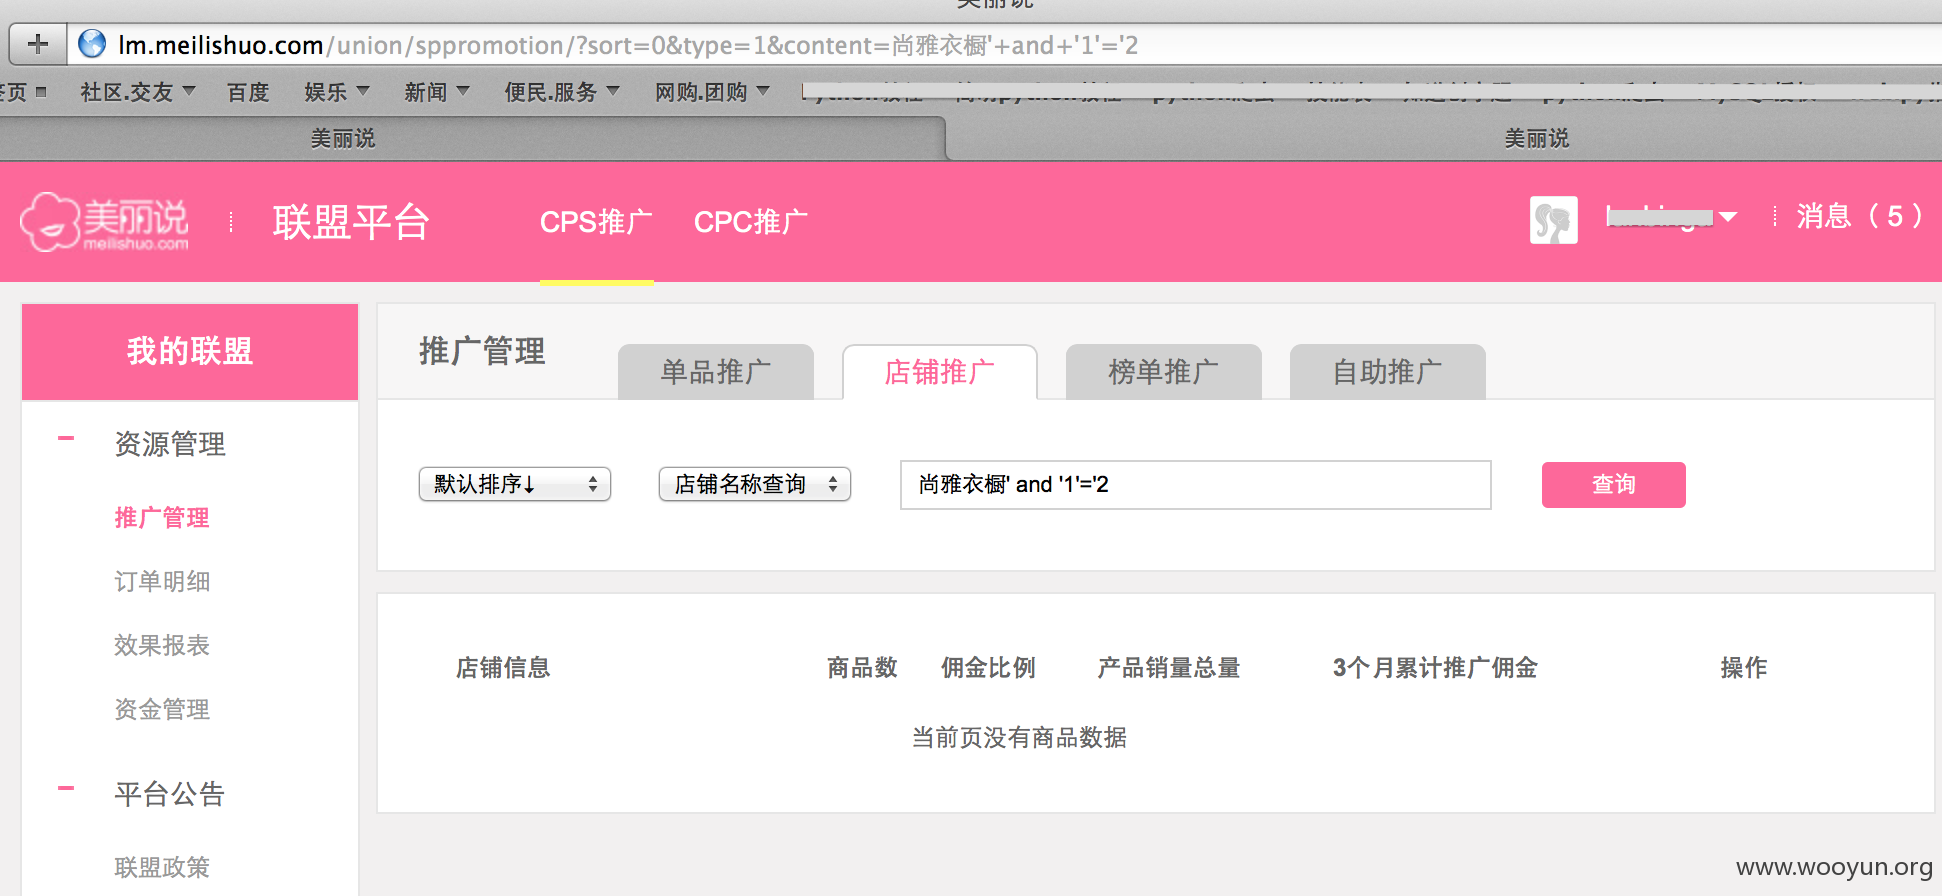 美丽说
lm.meilishuo.com/union/sppromotion/?sort=0&type=1&content=尚雅衣橱'+and+'1'='2
页 社区.交友 百度 娱乐 新闻 便民.服务 网购.团购
美丽说 美丽说
美丽说 meilishuo.com 联盟平台 CPS推广 CPC推广 消息（5）
我的联盟
推广管理 单品推广 店铺推广 榜单推广 自助推广
资源管理
默认排序↓ 店铺名称查询 尚雅衣橱' and '1'='2 查询
推广管理
订单明细
效果报表
资金管理
店铺信息 商品数 佣金比例 产品销量总量 3个月累计推广佣金 操作
当前页没有商品数据
平台公告
联盟政策
www.wooyun.org